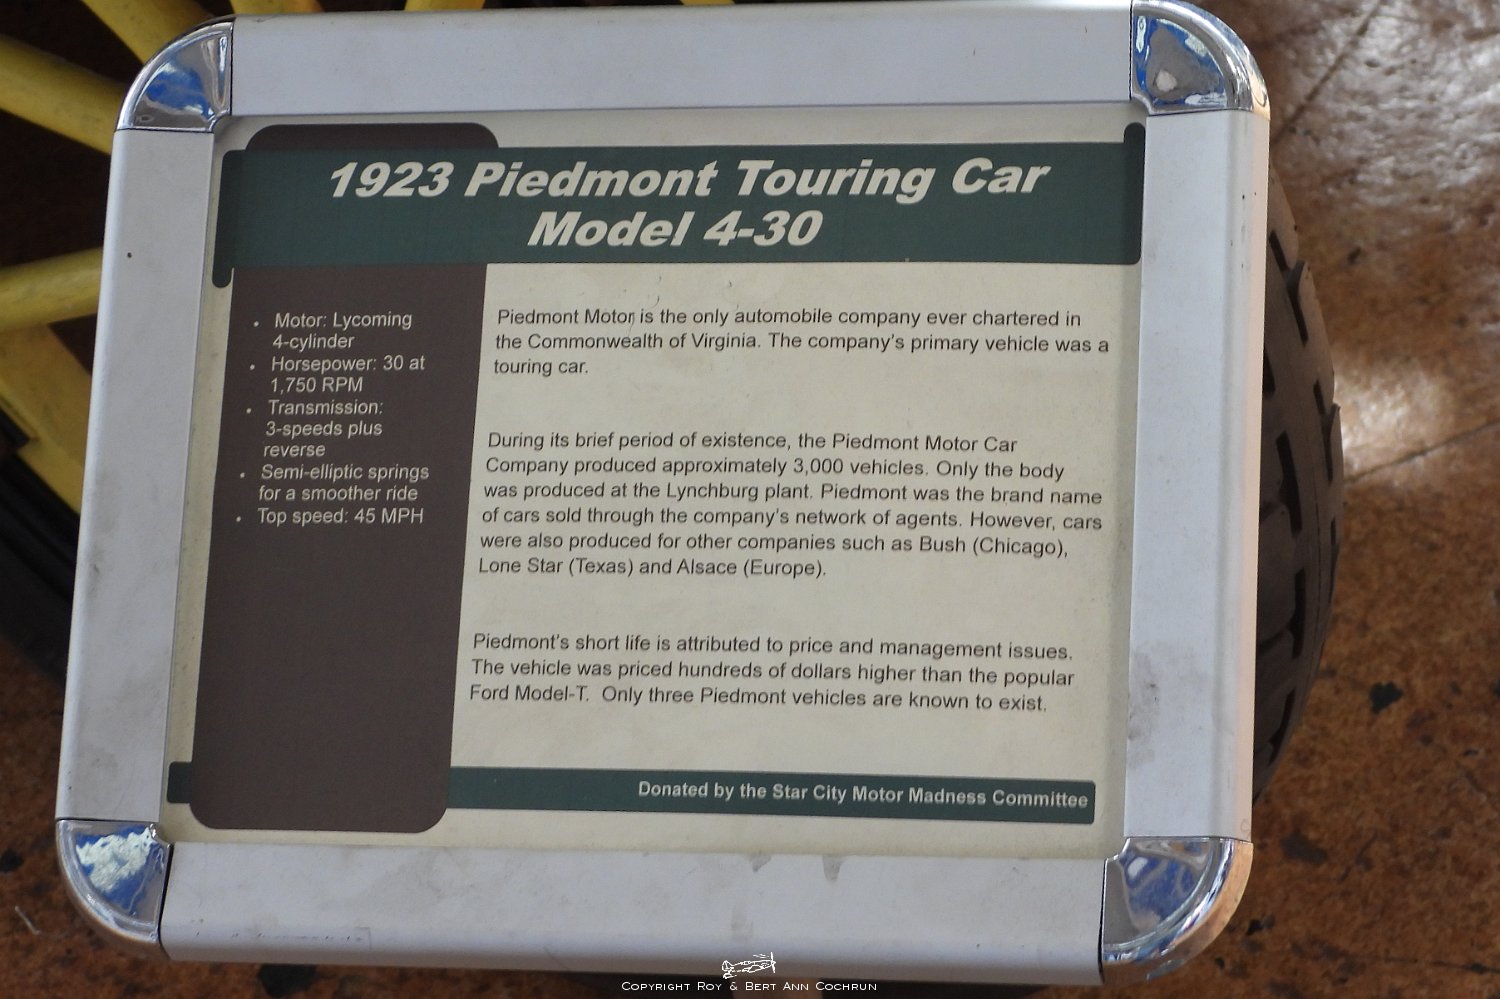 1923 Piedmont Touring Car
Model 4-30
• Motor: Lycoming
4-cylinder
• Horsepower: 30 at
1,750 RPM
• Transmission:
3-speeds plus
reverse
• Semi-elliptic springs
for a smoother ride
• Top speed: 45 MPH
Piedmont Motor is the only automobile company ever chartered in
the Commonwealth of Virginia. The company's primary vehicle was a
touring car.
During its brief period of existence, the Piedmont Motor Car
Company produced approximately 3,000 vehicles. Only the body
was produced at the Lynchburg plant. Piedmont was the brand name
of cars sold through the company's network of agents. However, cars
were also produced for other companies such as Bush (Chicago),
Lone Star (Texas) and Alsace (Europe).
Piedmont's short life is attributed to price and management issues.
The vehicle was priced hundreds of dollars higher than the popular
Ford Model-T. Only three Piedmont vehicles are known to exist.
Donated by the Star City Motor Madness Committee
Copyright Roy & Bert Ann Cochrun